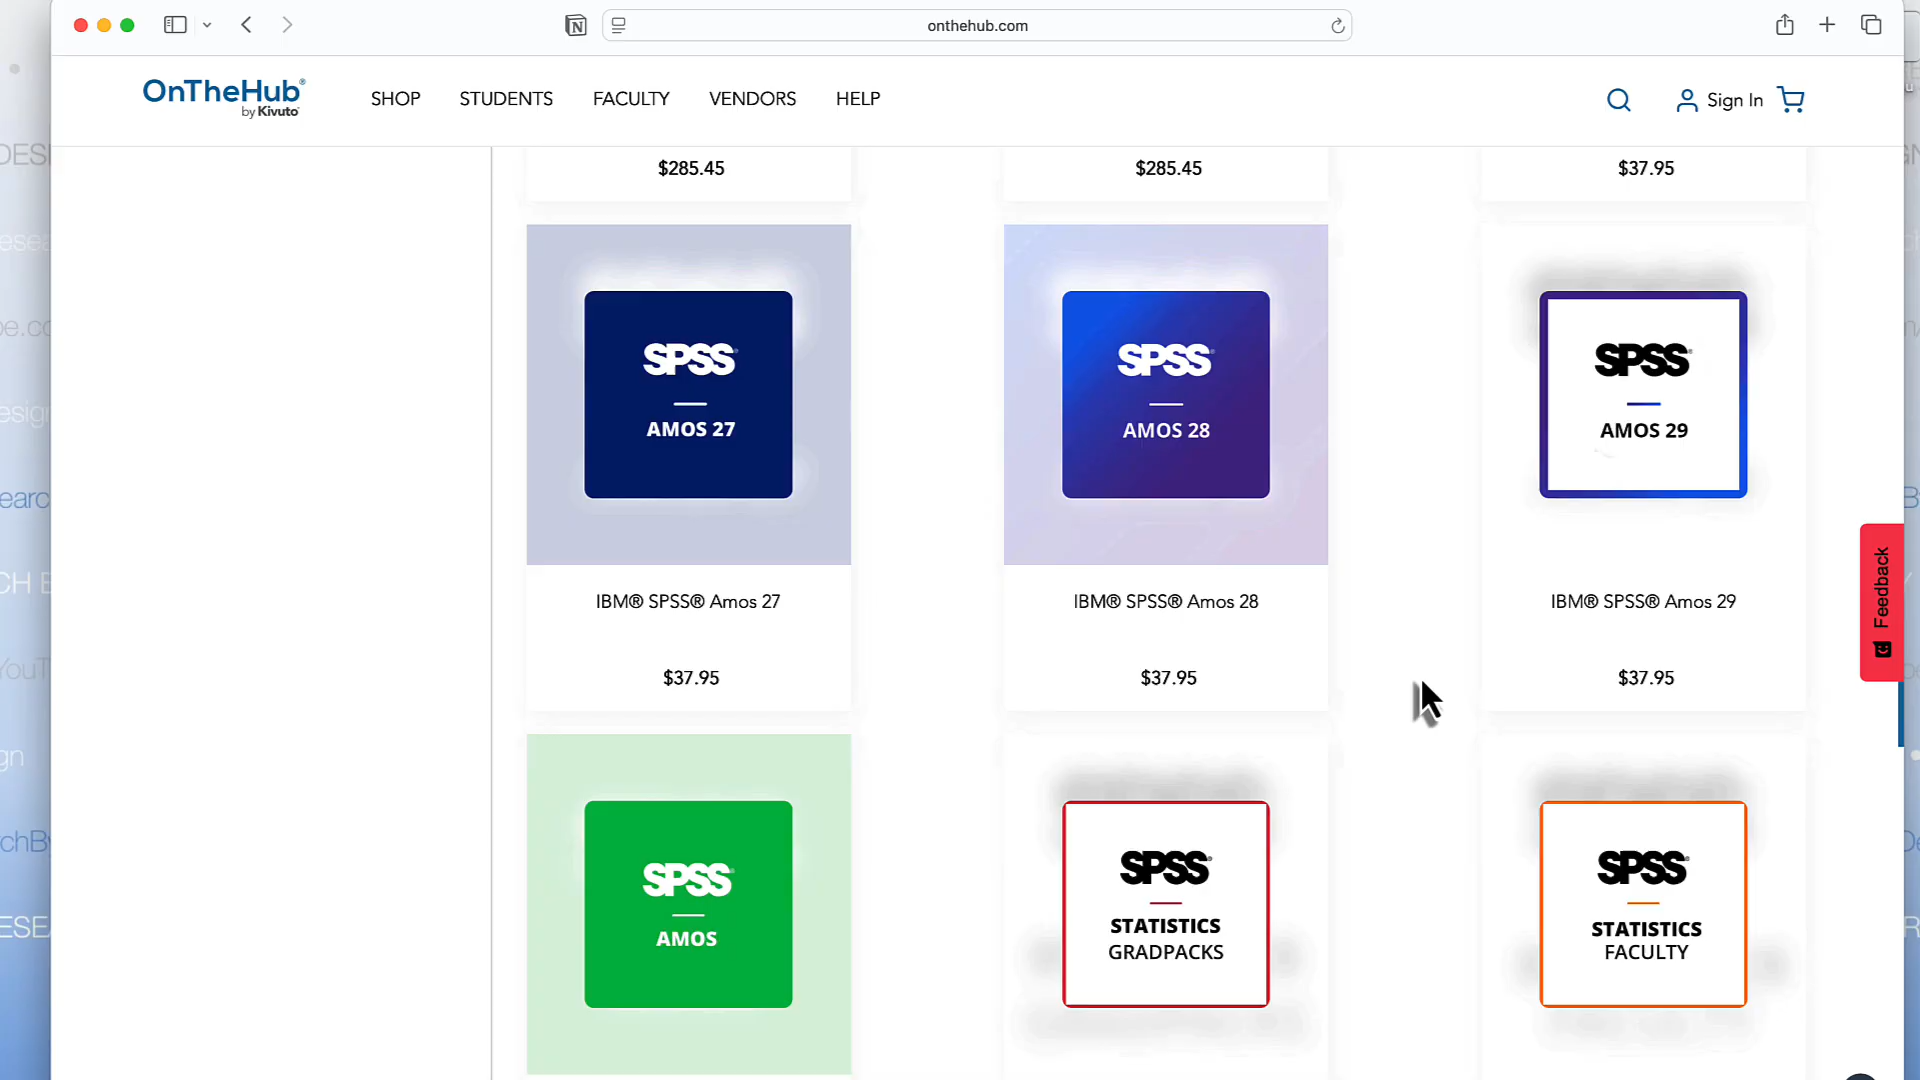 onthehub.com
OnTheHub®
by Kivuto
SHOP STUDENTS FACULTY VENDORS HELP
Sign In
$285.45 $285.45 $37.95
SPSS
AMOS 27
SPSS
AMOS 28
SPSS
AMOS 29
IBM® SPSS® Amos 27
IBM® SPSS® Amos 28
IBM® SPSS® Amos 29
$37.95
$37.95
$37.95
Feedback
SPSS
AMOS
SPSS
STATISTICS
GRADPACKS
SPSS
STATISTICS
FACULTY